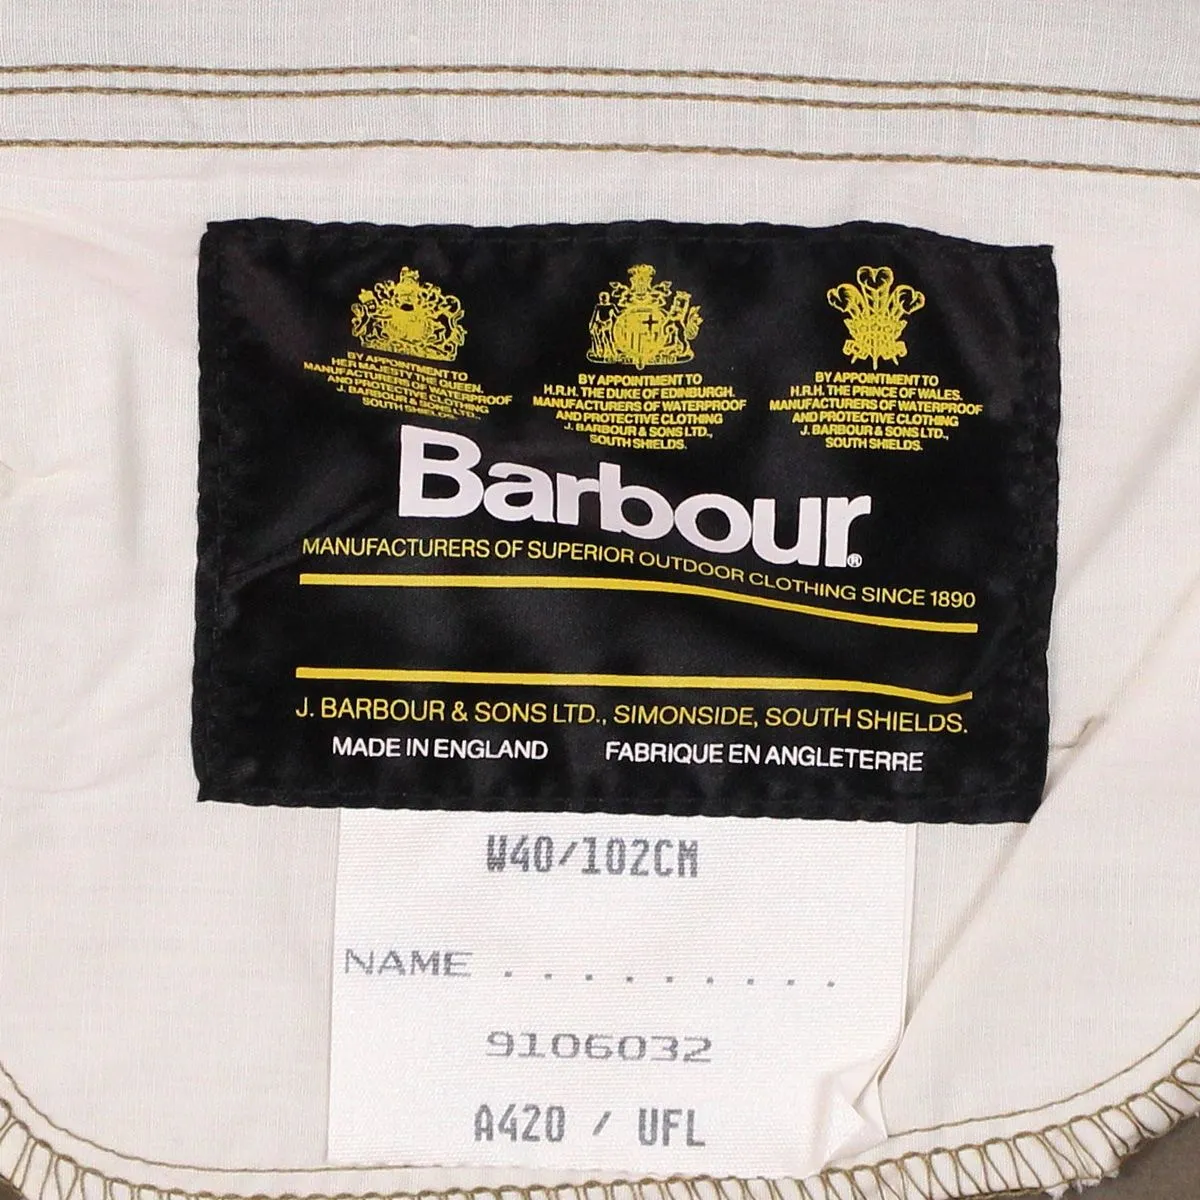 BY APPOINTMENT TO
HER MAJESTY THE QUEEN.
MANUFACTURERS OF WATERPROOF
AND PROTECTIVE CLOTHING
J. BARBOUR & SONS LTD.,
SOUTH SHIELDS.
BY APPOINTMENT TO
H.R.H. THE DUKE OF EDINBURGH.
MANUFACTURERS OF WATERPROOF
AND PROTECTIVE CLOTHING
J. BARBOUR & SONS LTD.,
SOUTH SHIELDS.
BY APPOINTMENT TO
H.R.H. THE PRINCE OF WALES.
MANUFACTURERS OF WATERPROOF
AND PROTECTIVE CLOTHING
J. BARBOUR & SONS LTD.,
SOUTH SHIELDS.
Barbour®
MANUFACTURERS OF SUPERIOR OUTDOOR CLOTHING SINCE 1890
J. BARBOUR & SONS LTD., SIMONSIDE, SOUTH SHIELDS.
MADE IN ENGLAND FABRIQUE EN ANGLETERRE
W40/102CM
NAME . . . . . . . . .
9106032
A420 / UFL